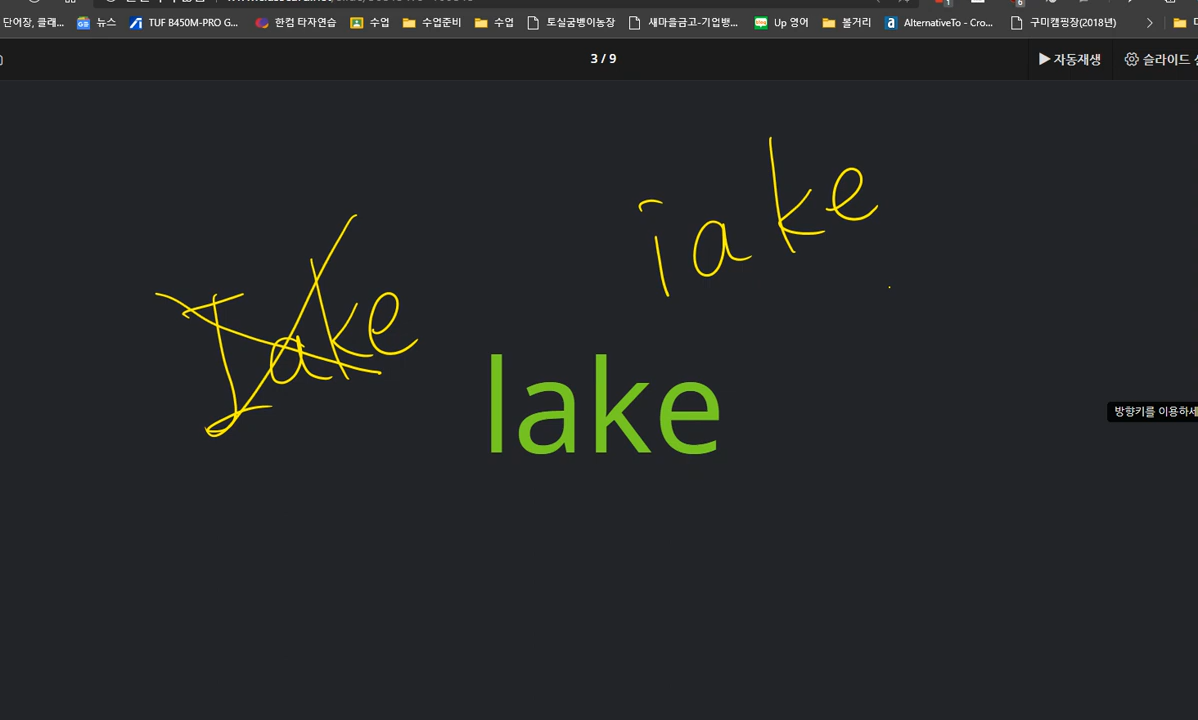 단어장, 클래... 뉴스 TUF B450M-PRO G... 한컴 타자연습 수업 수업준비 수업 토실굼벵이농장 새마을금고-기업뱅... Up 영어 볼거리 AlternativeTo - Cro... 구미캠핑장(2018년)
3 / 9 자동재생 슬라이드
iake
Iake
lake
방향키를 이용하세